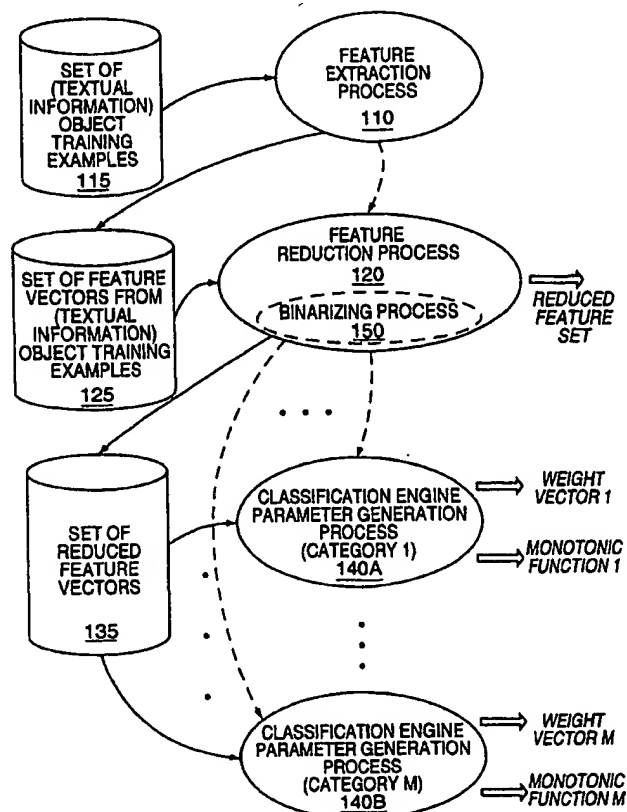 SET OF
(TEXTUAL
INFORMATION)
OBJECT
TRAINING
EXAMPLES
115
FEATURE
EXTRACTION
PROCESS
110
SET OF FEATURE
VECTORS FROM
(TEXTUAL
INFORMATION)
OBJECT TRAINING
EXAMPLES
125
FEATURE
REDUCTION PROCESS
120
BINARIZING PROCESS
150
REDUCED
FEATURE
SET
SET OF
REDUCED
FEATURE
VECTORS
135
CLASSIFICATION ENGINE
PARAMETER GENERATION
PROCESS
(CATEGORY 1)
140A
WEIGHT
VECTOR 1
MONOTONIC
FUNCTION 1
CLASSIFICATION ENGINE
PARAMETER GENERATION
PROCESS
(CATEGORY M)
140B
WEIGHT
VECTOR M
MONOTONIC
FUNCTION M